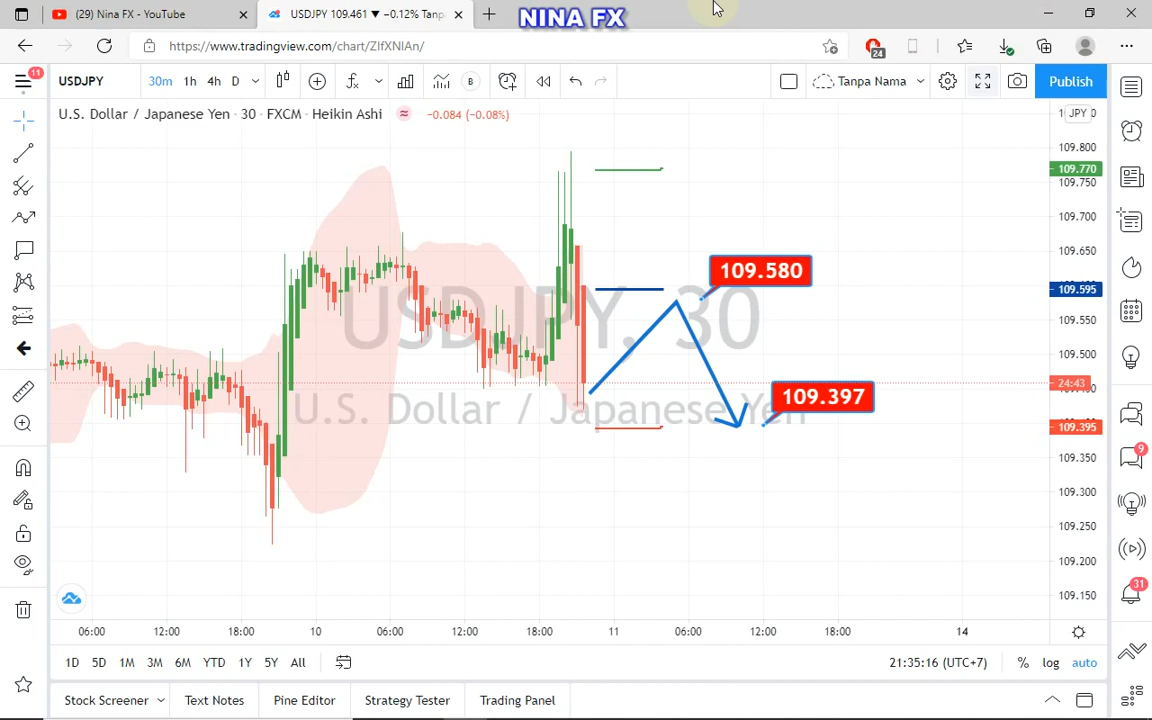 (29) Nina FX - YouTube
USDJPY 109.461 ▼ −0.12% Tanp
NINA FX
https://www.tradingview.com/chart/ZIfXNIAn/
24
11
USDJPY
30m 1h 4h D
B
Tanpa Nama
Publish
U.S. Dollar / Japanese Yen · 30 · FXCM · Heikin Ashi
−0.084 (−0.08%)
JPY
109.800
109.770
109.750
109.700
109.650
109.595
109.550
109.500
24:43
109.395
109.350
109.300
109.250
109.200
109.150
109.580
109.397
USDJPY, 30
U.S. Dollar / Japanese Yen
9
31
06:00 12:00 18:00 10 06:00 12:00 18:00 11 06:00 12:00 18:00 14
1D 5D 1M 3M 6M YTD 1Y 5Y All
21:35:16 (UTC+7) % log auto
Stock Screener Text Notes Pine Editor Strategy Tester Trading Panel